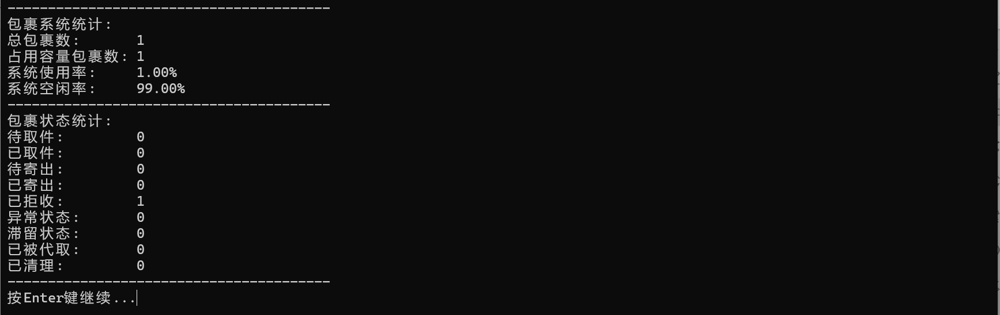 ----------------------------------------
包裹系统统计:
总包裹数:       1
占用容量包裹数: 1
系统使用率:     1.00%
系统空闲率:     99.00%
----------------------------------------
包裹状态统计:
待取件:         0
已取件:         0
待寄出:         0
已寄出:         0
已拒收:         1
异常状态:       0
滞留状态:       0
已被代取:       0
已清理:         0
----------------------------------------
按Enter键继续...